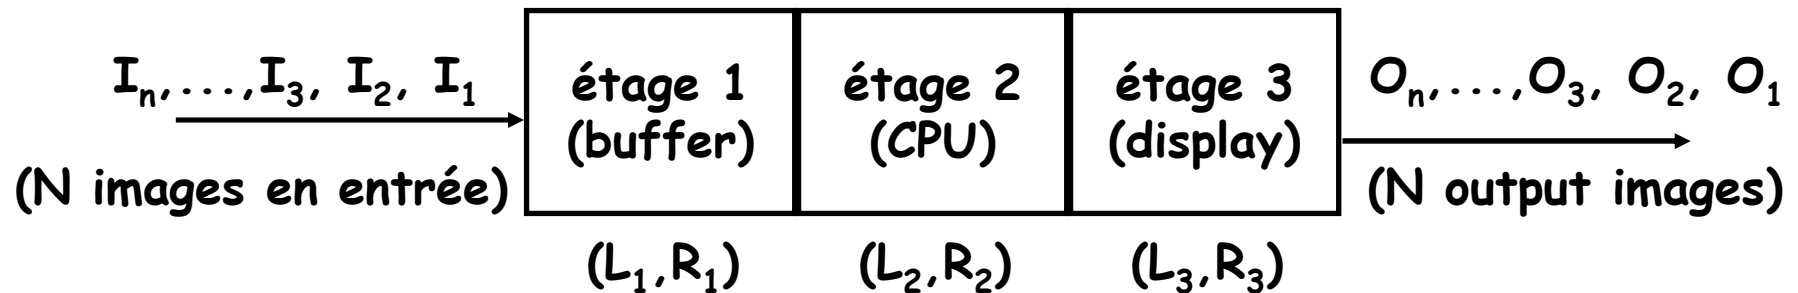 Iₙ,...,I₃, I₂, I₁
(N images en entrée)
étage 1
(buffer)
étage 2
(CPU)
étage 3
(display)
Oₙ,...,O₃, O₂, O₁
(N output images)
(L₁,R₁)
(L₂,R₂)
(L₃,R₃)